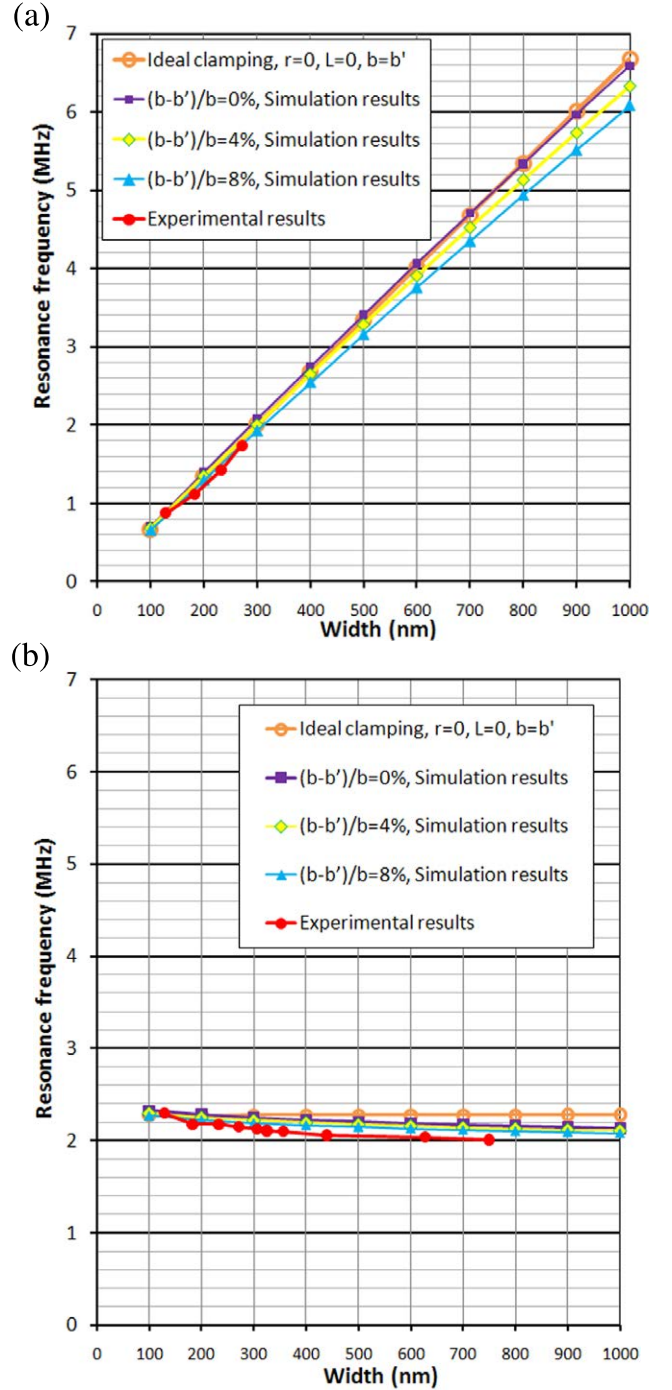 (a)
7
6
5
4
3
2
1
0
Resonance frequency (MHz)
Ideal clamping, r=0, L=0, b=b'
(b-b’)/b=0%, Simulation results
(b-b’)/b=4%, Simulation results
(b-b’)/b=8%, Simulation results
Experimental results
0 100 200 300 400 500 600 700 800 900 1000
Width (nm)
(b)
7
6
5
4
3
2
1
0
Resonance frequency (MHz)
Ideal clamping, r=0, L=0, b=b'
(b-b’)/b=0%, Simulation results
(b-b’)/b=4%, Simulation results
(b-b’)/b=8%, Simulation results
Experimental results
0 100 200 300 400 500 600 700 800 900 1000
Width (nm)